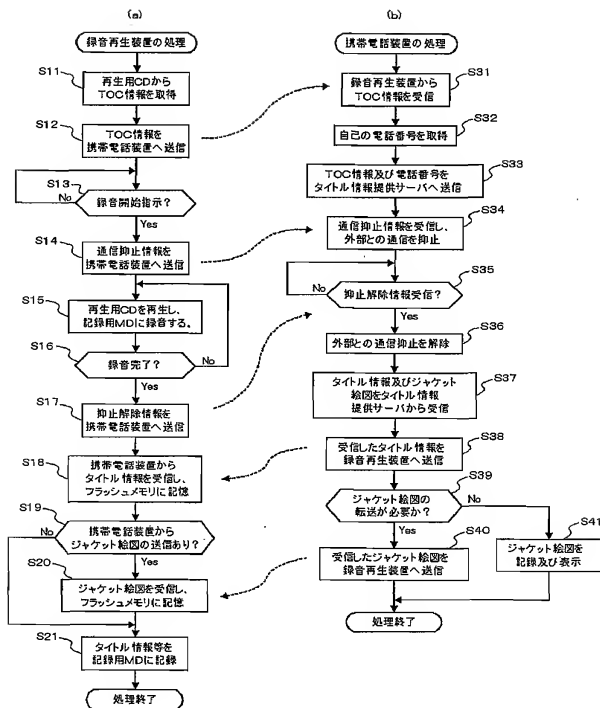 (a)
録音再生装置の処理
S11
再生用CDから
TOC情報を取得
S12
TOC情報を
携帯電話装置へ送信
S13
録音開始指示?
No
Yes
S14
通信抑止情報を
携帯電話装置へ送信
S15
再生用CDを再生し、
記録用MDに録音する。
S16
録音完了?
No
Yes
S17
抑止解除情報を
携帯電話装置へ送信
S18
携帯電話装置から
タイトル情報を受信し、
フラッシュメモリに記憶
S19
No
携帯電話装置から
ジャケット絵図の送信あり?
Yes
S20
ジャケット絵図を受信し、
フラッシュメモリに記憶
S21
タイトル情報等を
記録用MDに記録
処理終了
(b)
携帯電話装置の処理
S31
録音再生装置から
TOC情報を受信
S32
自己の電話番号を取得
S33
TOC情報及び電話番号を
タイトル情報提供サーバへ送信
S34
通信抑止情報を受信し、
外部との通信を抑止
S35
No
抑止解除情報受信?
Yes
S36
外部との通信抑止を解除
S37
タイトル情報及びジャケット
絵図をタイトル情報
提供サーバから受信
S38
受信したタイトル情報を
録音再生装置へ送信
S39
ジャケット絵図の
転送が必要か?
No
Yes
S40
受信したジャケット絵図を
録音再生装置へ送信
S41
ジャケット絵図を
記録及び表示
処理終了